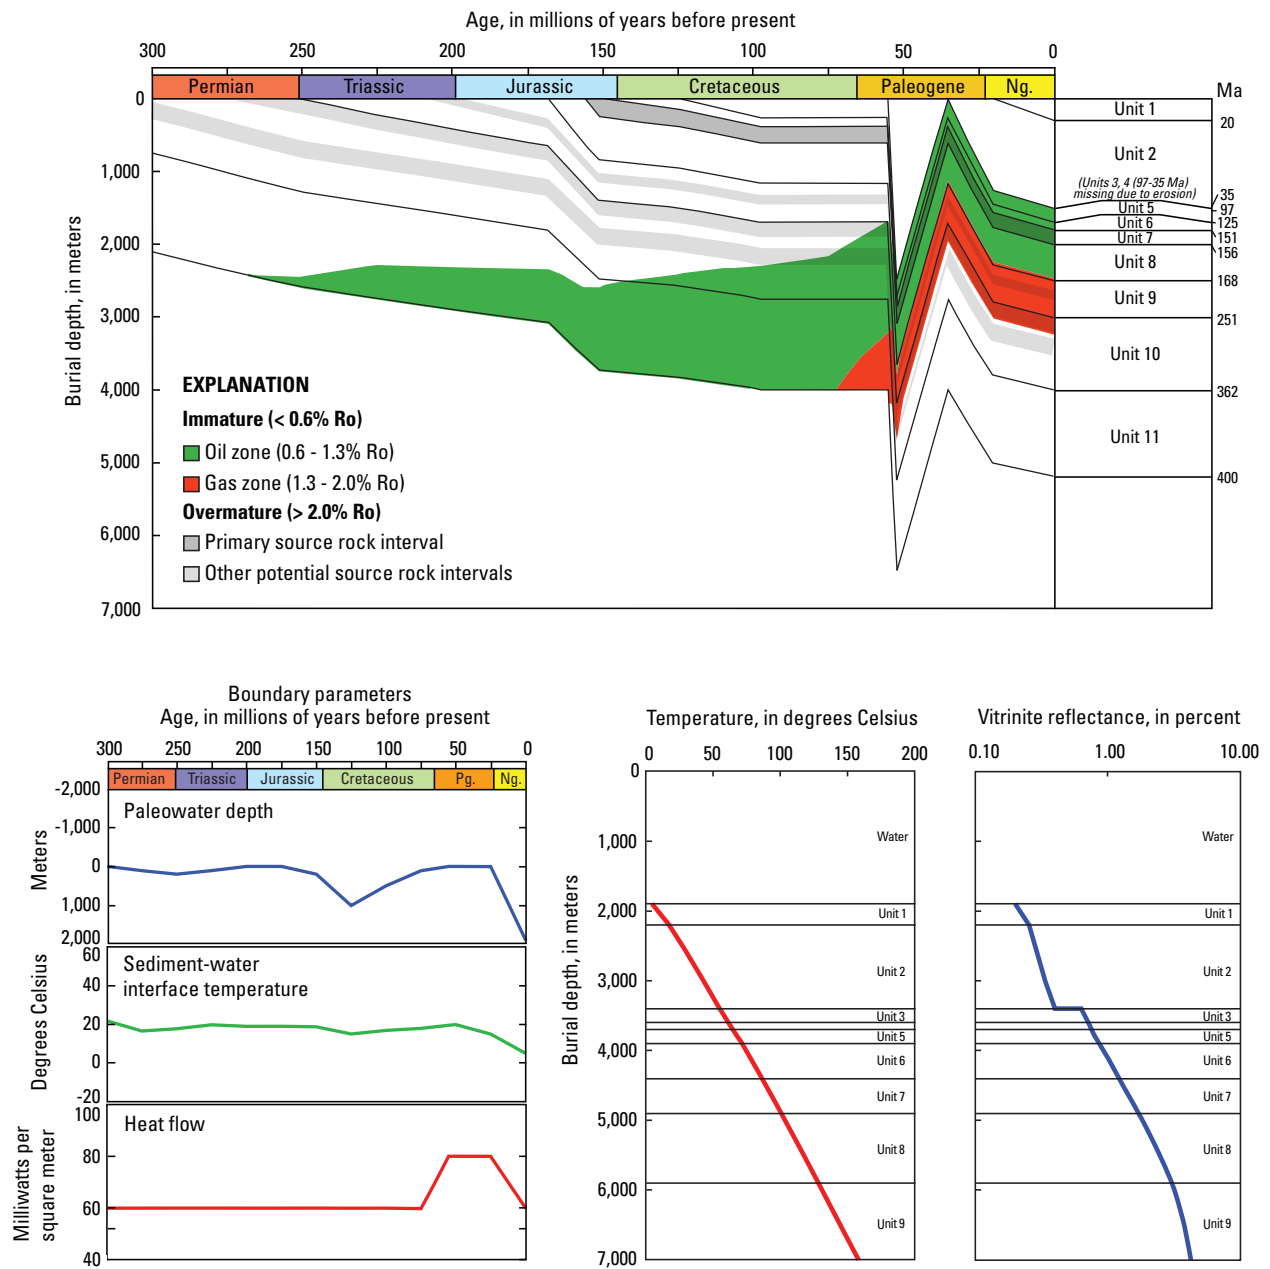 Age, in millions of years before present
300 250 200 150 100 50 0
Permian Triassic Jurassic Cretaceous Paleogene Ng.
Ma
Burial depth, in meters
0
1,000
2,000
3,000
4,000
5,000
6,000
7,000
EXPLANATION
Immature (< 0.6% Ro)
Oil zone (0.6 - 1.3% Ro)
Gas zone (1.3 - 2.0% Ro)
Overmature (> 2.0% Ro)
Primary source rock interval
Other potential source rock intervals
Unit 1
20
Unit 2
(Units 3, 4 (97-35 Ma)
missing due to erosion)
35
Unit 5
97
Unit 6
125
Unit 7
151
156
Unit 8
168
Unit 9
251
Unit 10
362
Unit 11
400
Boundary parameters
Age, in millions of years before present
300 250 200 150 100 50 0
Permian Triassic Jurassic Cretaceous Pg. Ng.
Paleowater depth
Meters
-2,000
-1,000
0
1,000
2,000
Sediment-water
interface temperature
Degrees Celsius
60
40
20
0
-20
Heat flow
Milliwatts per
square meter
100
80
60
40
Temperature, in degrees Celsius
0 50 100 150 200
Burial depth, in meters
0
1,000
2,000
3,000
4,000
5,000
6,000
7,000
Water
Unit 1
Unit 2
Unit 3
Unit 5
Unit 6
Unit 7
Unit 8
Unit 9
Vitrinite reflectance, in percent
0.10 1.00 10.00
Water
Unit 1
Unit 2
Unit 3
Unit 5
Unit 6
Unit 7
Unit 8
Unit 9